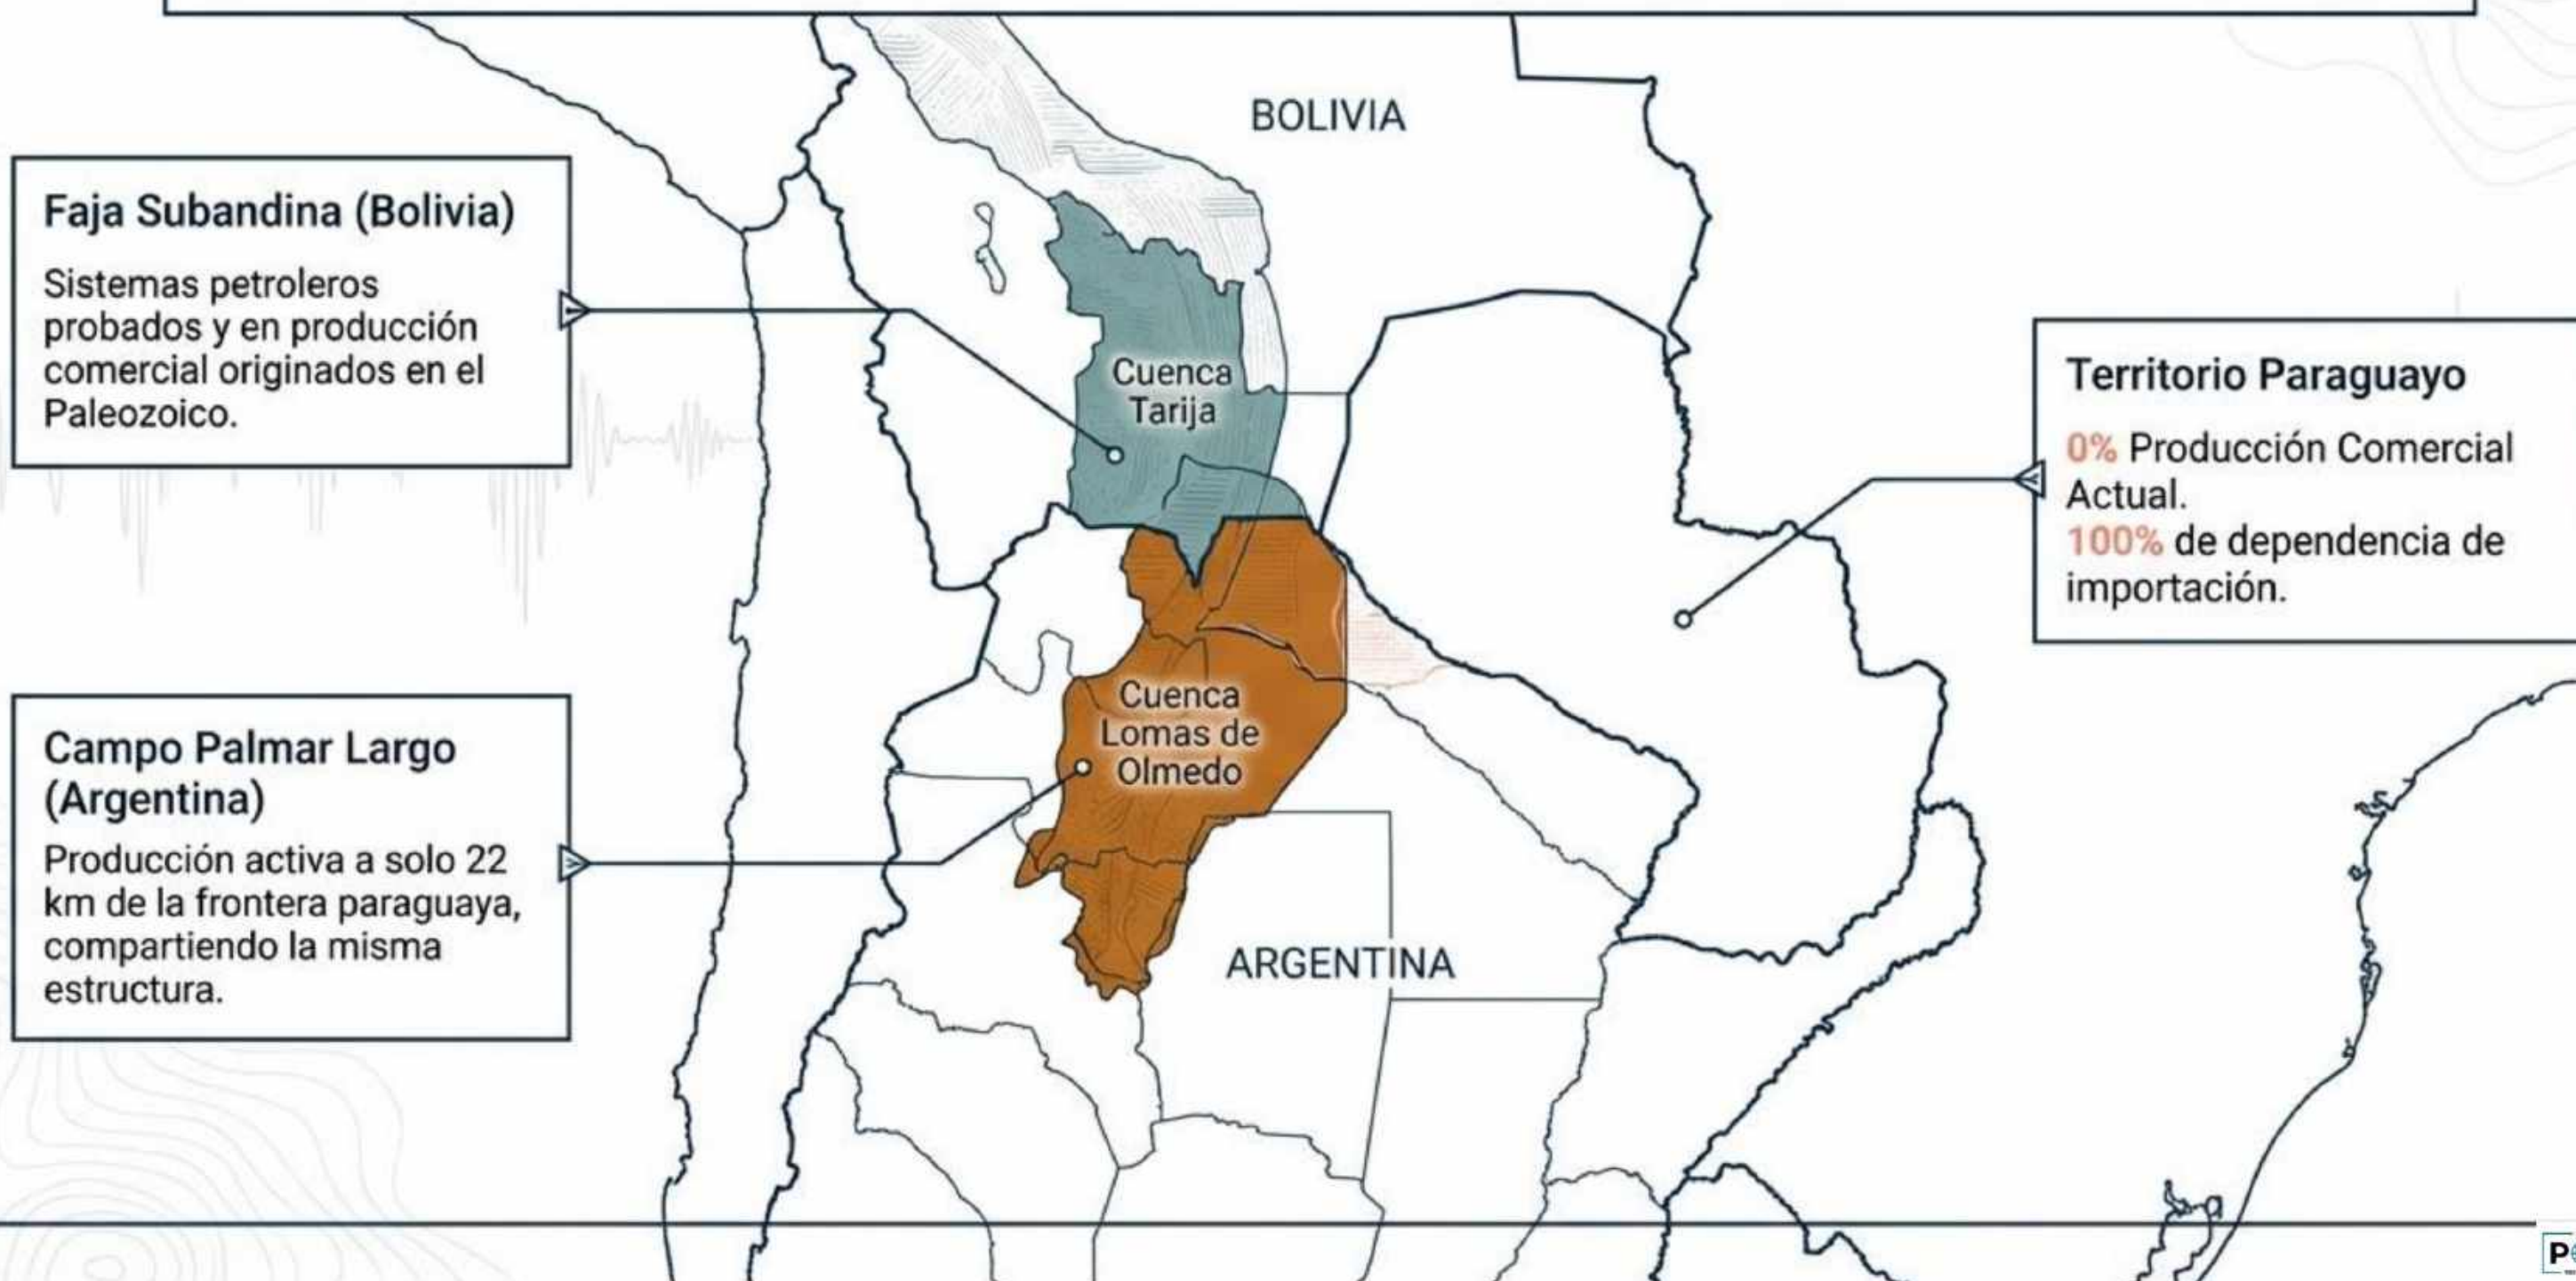 BOLIVIA
Faja Subandina (Bolivia)
Sistemas petroleros
probados y en producción
comercial originados en el
Paleozoico.
Cuenca
Tarija
Territorio Paraguayo
0% Producción Comercial
Actual.
100% de dependencia de
importación.
Campo Palmar Largo
(Argentina)
Producción activa a solo 22
km de la frontera paraguaya,
compartiendo la misma
estructura.
Cuenca
Lomas de
Olmedo
ARGENTINA